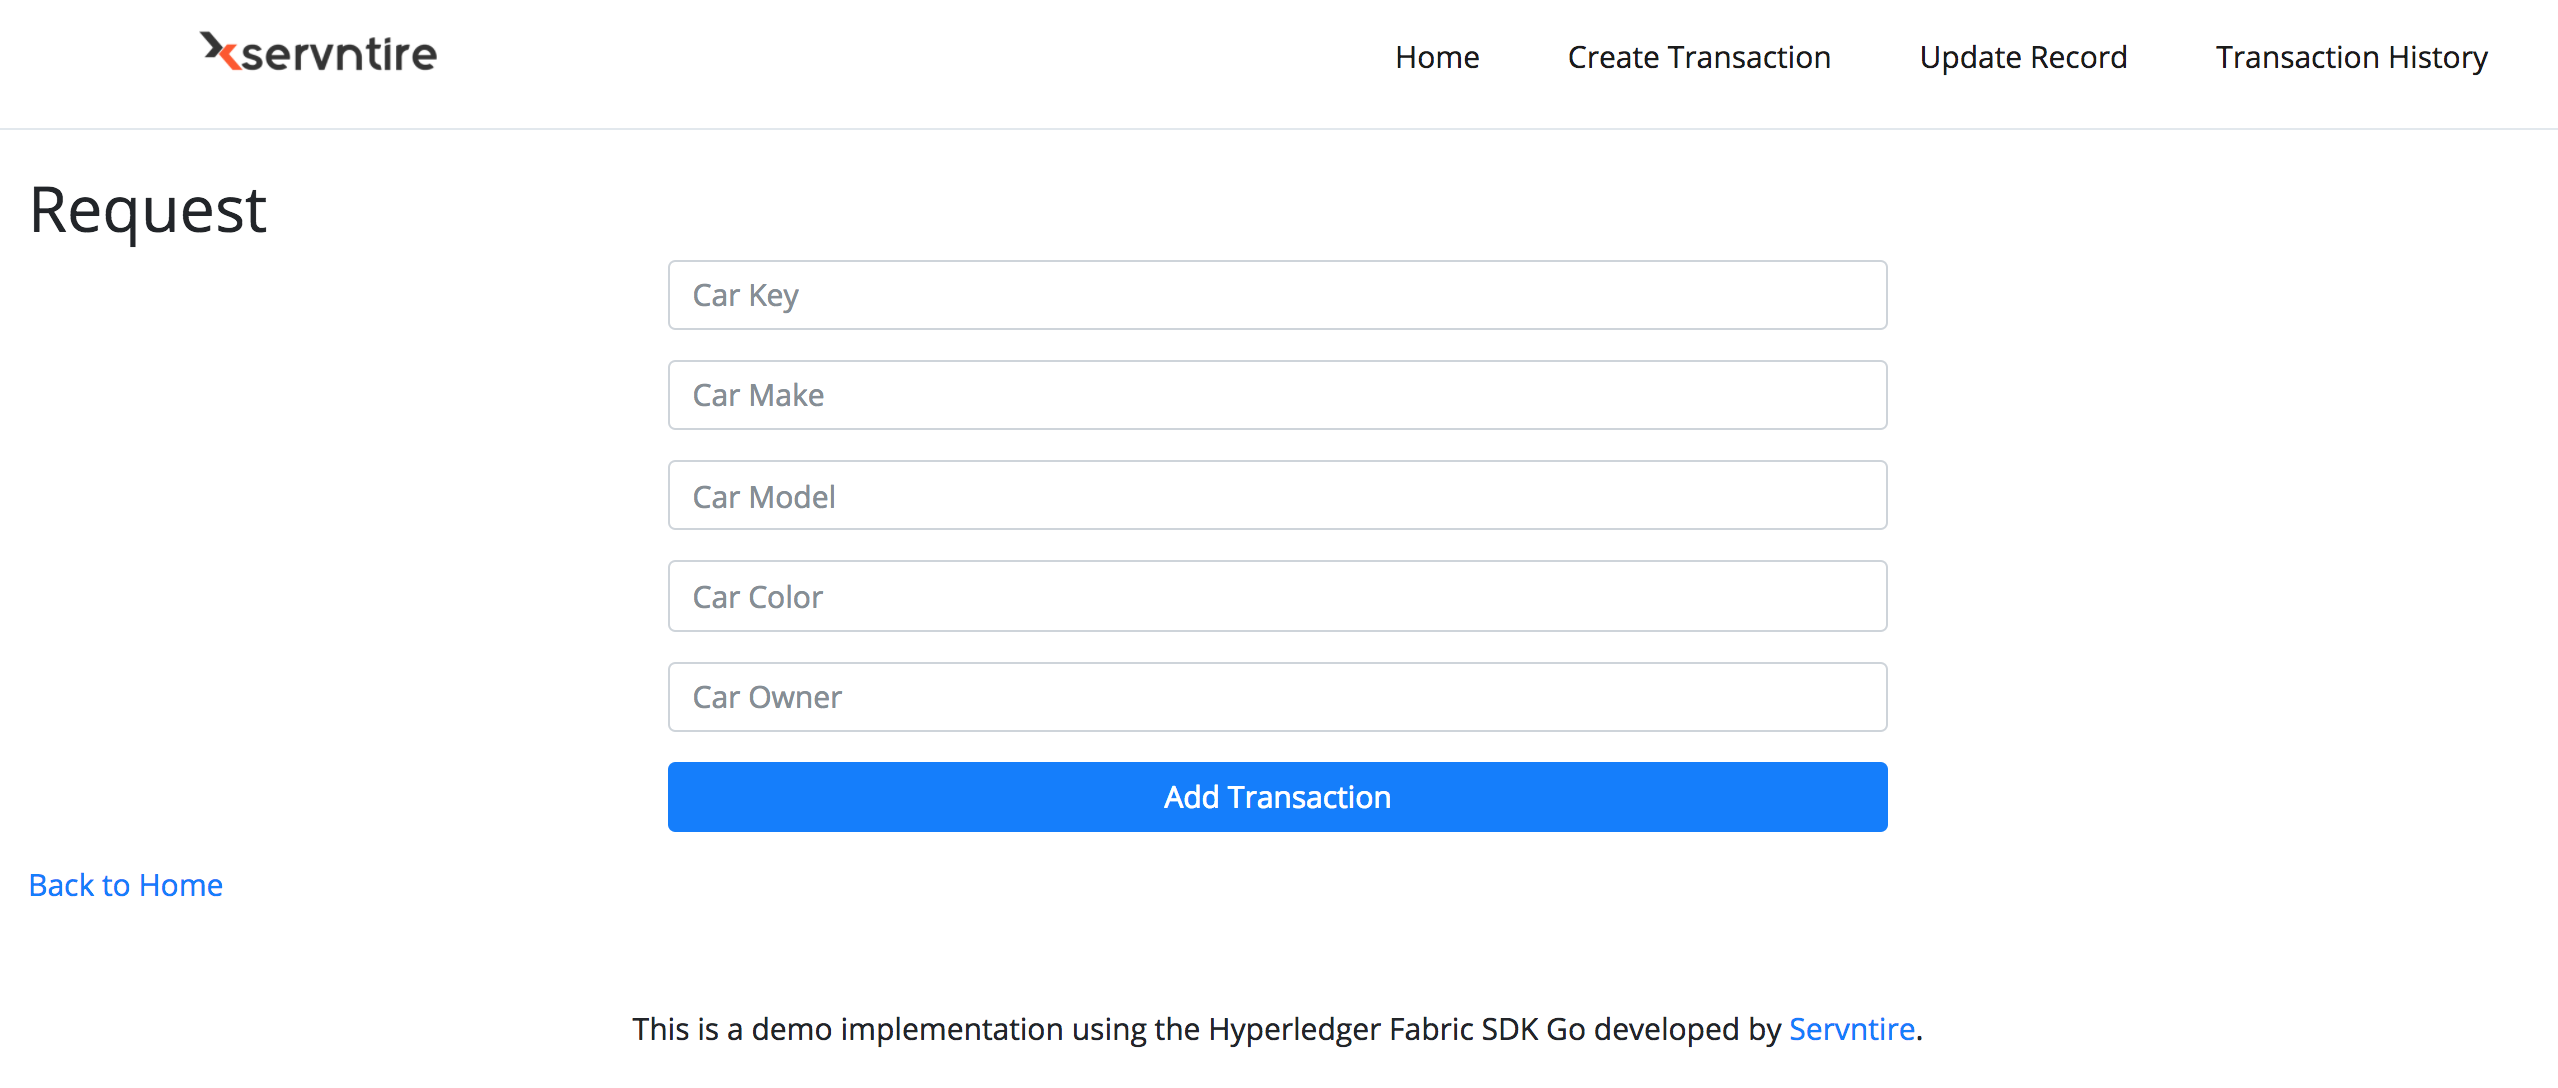 servntire
Home Create Transaction Update Record Transaction History
Request
Car Key
Car Make
Car Model
Car Color
Car Owner
Add Transaction
Back to Home
This is a demo implementation using the Hyperledger Fabric SDK Go developed by Servntire.